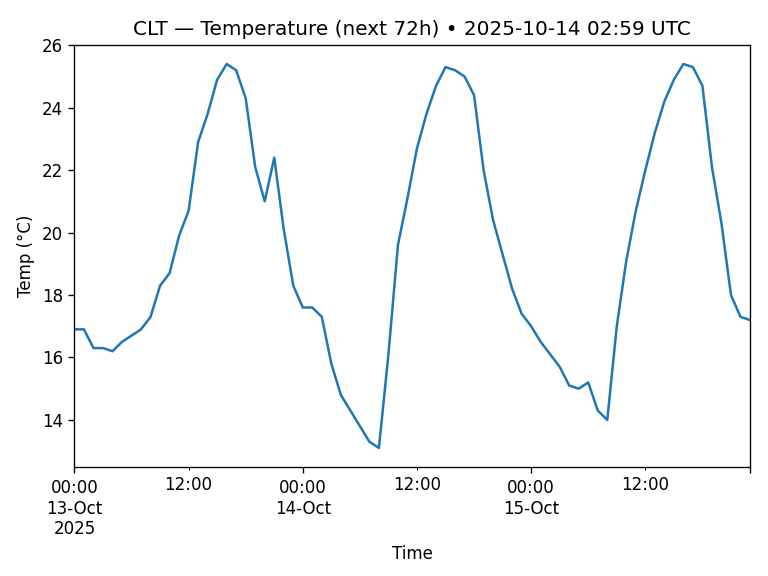 CLT — Temperature (next 72h) • 2025-10-14 02:59 UTC
26
24
22
20
18
16
14
Temp (°C)
00:00 12:00 00:00 12:00 00:00 12:00
13-Oct 14-Oct 15-Oct
2025
Time